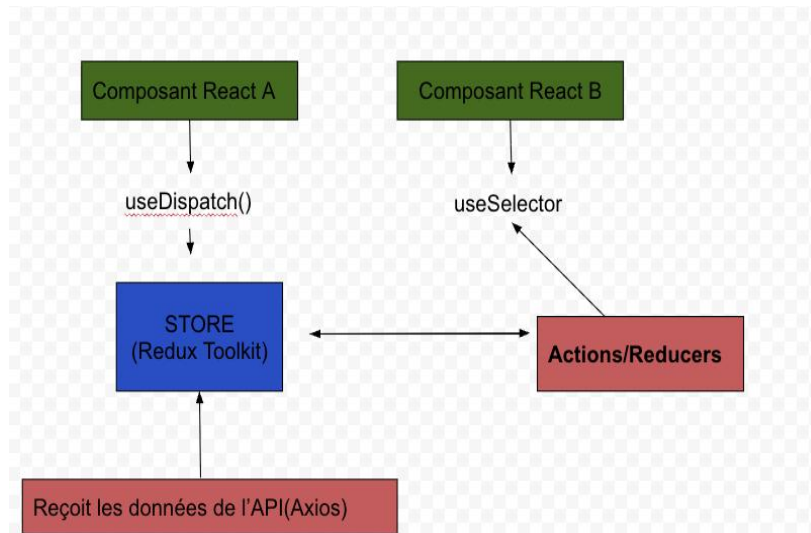 Composant React A
Composant React B
useDispatch()
useSelector
STORE
(Redux Toolkit)
Actions/Reducers
Reçoit les données de l’API(Axios)